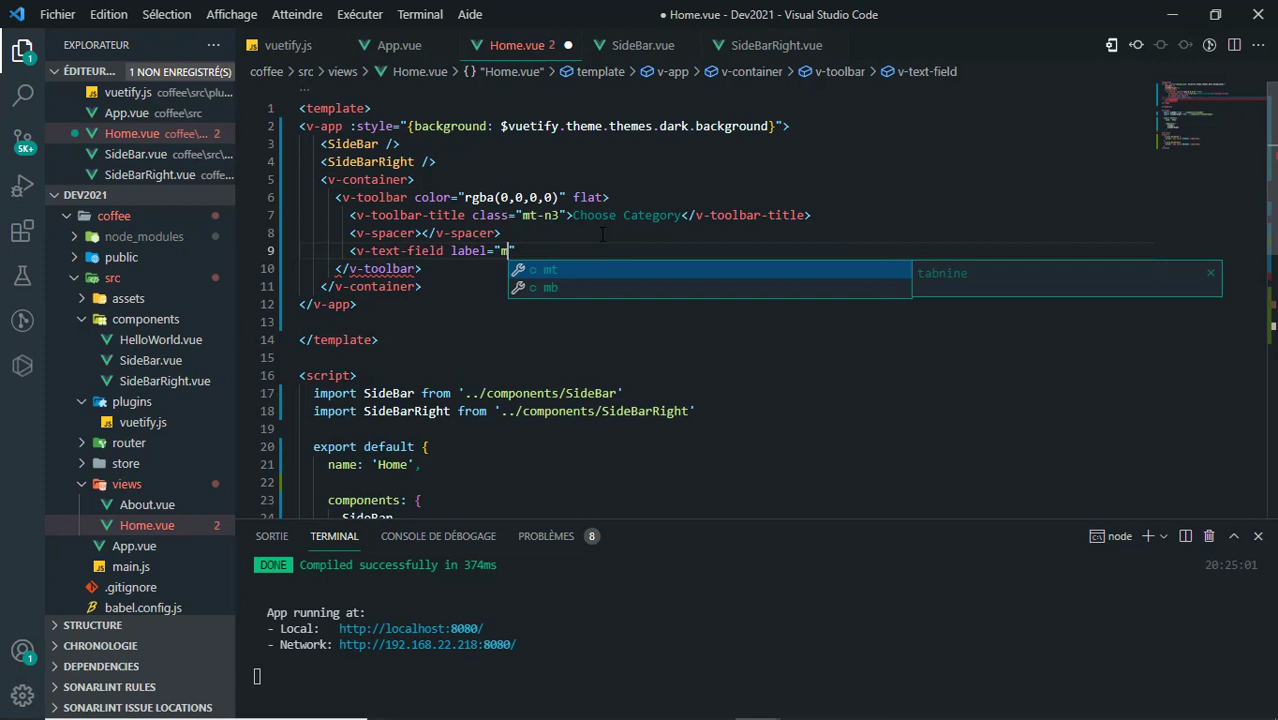 Fichier Edition Sélection Affichage Atteindre Exécuter Terminal Aide
● Home.vue - Dev2021 - Visual Studio Code
EXPLORATEUR ···
ÉDITEUR... 1 NON ENREGISTRÉ(S)
vuetify.js coffee\src\plu...
App.vue coffee\src
Home.vue coffee\... 2
SideBar.vue coffee\src\...
SideBarRight.vue coffe...
DEV2021
coffee
node_modules
public
src
assets
components
HelloWorld.vue
SideBar.vue
SideBarRight.vue
plugins
vuetify.js
router
store
views
About.vue
Home.vue 2
App.vue
main.js
.gitignore
babel.config.js
STRUCTURE
CHRONOLOGIE
DEPENDENCIES
SONARLINT RULES
SONARLINT ISSUE LOCATIONS
1
5K+
1
vuetify.js App.vue Home.vue 2 ● SideBar.vue SideBarRight.vue
coffee > src > views > Home.vue > {} "Home.vue" > template > v-app > v-container > v-toolbar > v-text-field
...
1 <template>
2 <v-app :style="{background: $vuetify.theme.themes.dark.background}">
3 <SideBar />
4 <SideBarRight />
5 <v-container>
6 <v-toolbar color="rgba(0,0,0,0)" flat>
7 <v-toolbar-title class="mt-n3">Choose Category</v-toolbar-title>
8 <v-spacer></v-spacer>
9 <v-text-field label="m"
10 </v-toolbar>
11 </v-container>
12 </v-app>
13
14 </template>
15
16 <script>
17 import SideBar from '../components/SideBar'
18 import SideBarRight from '../components/SideBarRight'
19
20 export default {
21 name: 'Home',
22
23 components: {
24 SideBar
c mt tabnine ×
c mb
SORTIE TERMINAL CONSOLE DE DÉBOGAGE PROBLÈMES 8 node
DONE Compiled successfully in 374ms 20:25:01
App running at:
- Local: http://localhost:8080/
- Network: http://192.168.22.218:8080/